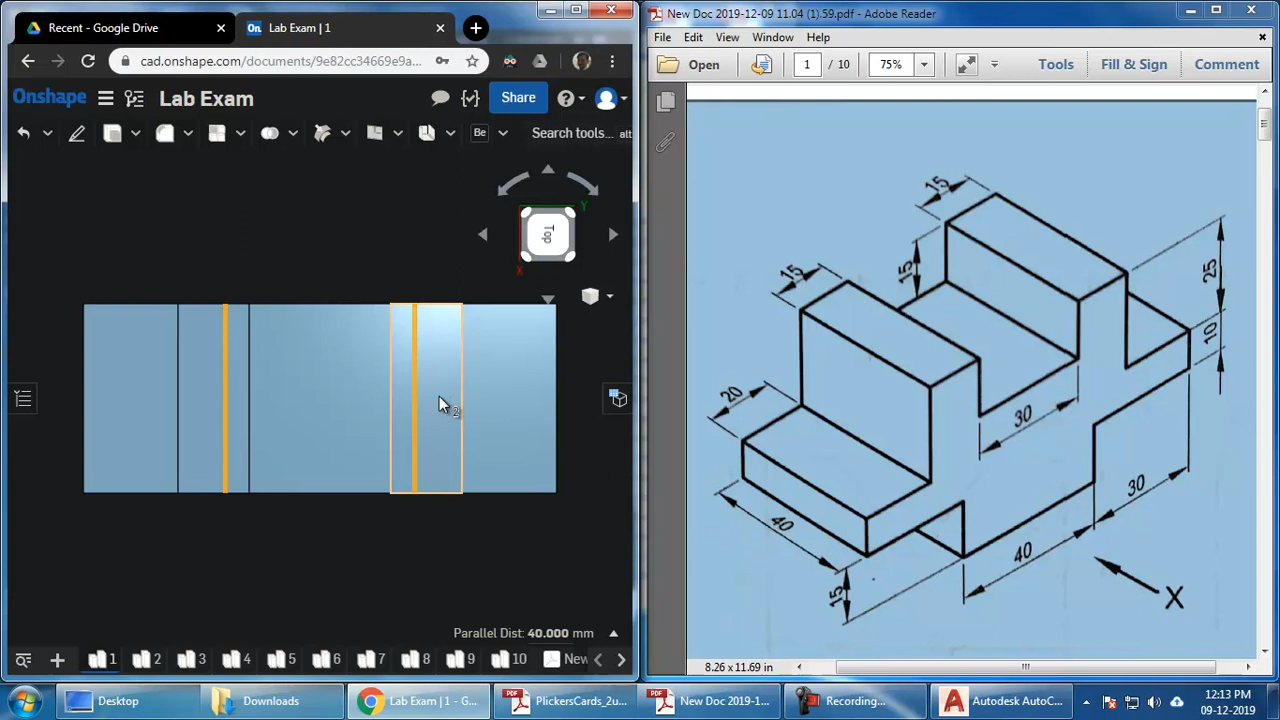 Recent - Google Drive
Lab Exam | 1
cad.onshape.com/documents/9e82cc34669e9a...
Onshape
Lab Exam
Share
Be
Search tools...
alt
Y
Top
X
2
Parallel Dist: 40.000 mm
1
2
3
4
5
6
7
8
9
10
New
New Doc 2019-12-09 11.04 (1).59.pdf - Adobe Reader
File Edit View Window Help
Open
1 / 10
75%
Tools
Fill & Sign
Comment
15
15
15
25
10
20
30
30
40
40
15
X
8.26 x 11.69 in
Desktop
Downloads
Lab Exam | 1 - G...
PlickersCards_2u...
New Doc 2019-1...
Recording...
Autodesk AutoC...
12:13 PM
09-12-2019